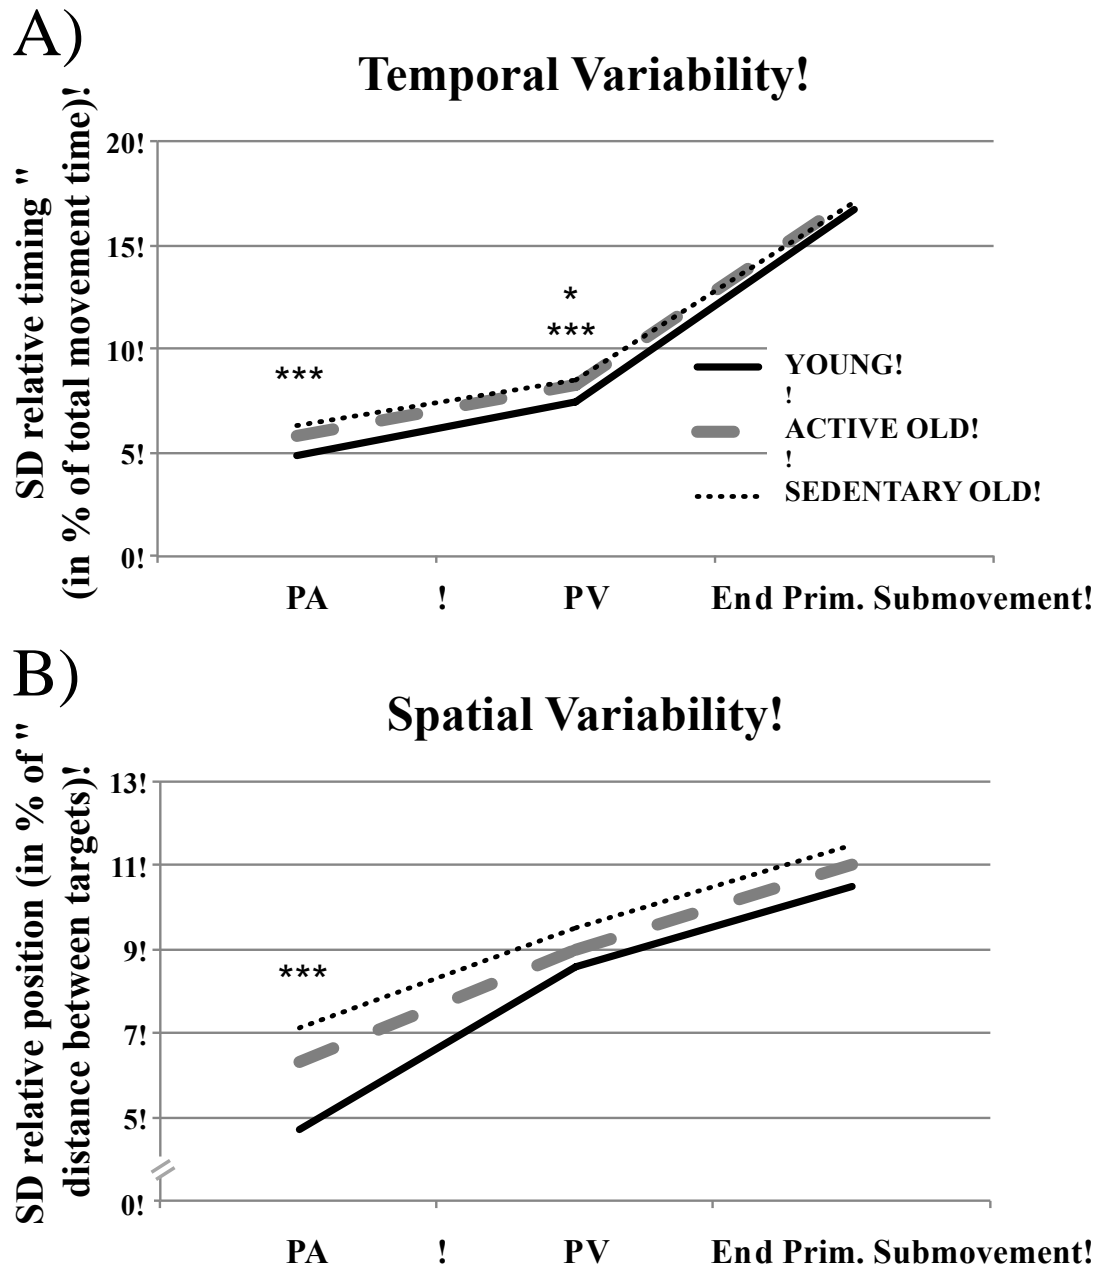 A)
Temporal Variability!
SD relative timing "
(in % of total movement time)!
20!
15!
10!
5!
0!
***
*
***
YOUNG!
!
ACTIVE OLD!
!
SEDENTARY OLD!
PA ! PV End Prim. Submovement!
B)
Spatial Variability!
SD relative position (in % of "
distance between targets)!
13!
11!
9!
7!
5!
0!
***
PA ! PV End Prim. Submovement!